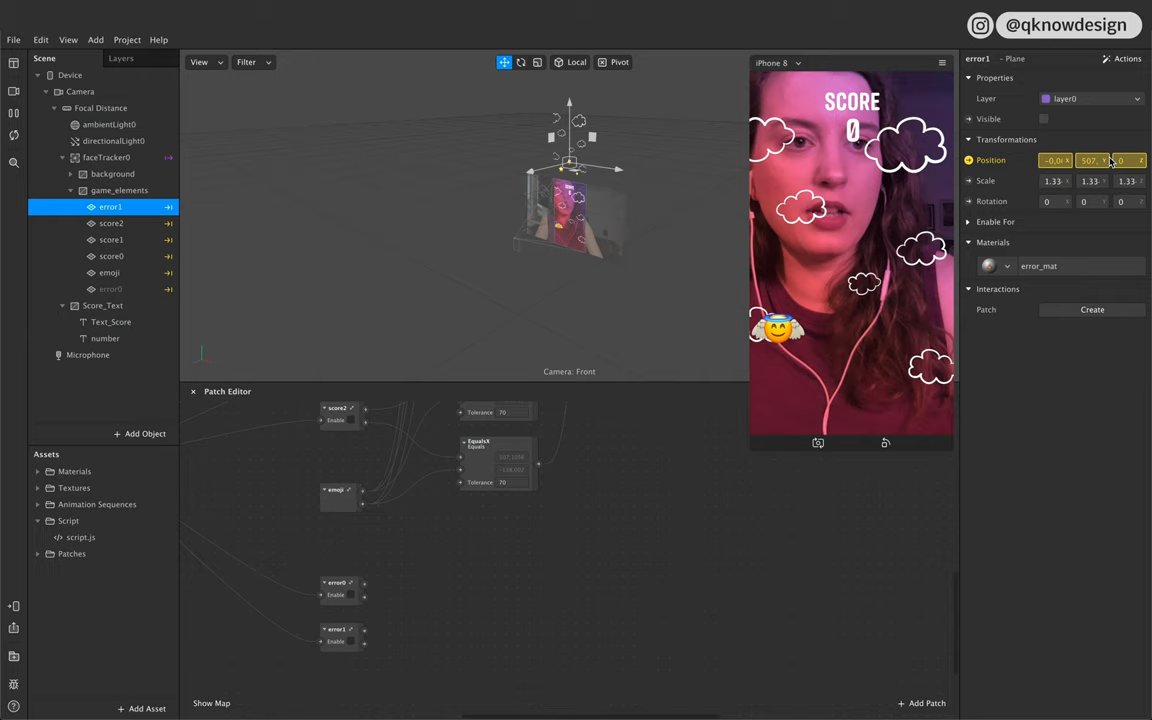 @qknowdesign
File Edit View Add Project Help
Scene Layers
Device
Camera
Focal Distance
ambientLight0
directionalLight0
faceTracker0
background
game_elements
error1
score2
score1
score0
emoji
error0
Score_Text
Text_Score
number
Microphone
+ Add Object
Assets
Materials
Textures
Animation Sequences
Script
script.js
Patches
+ Add Asset
View Filter Local Pivot
Camera: Front
iPhone 8
SCORE
0
Patch Editor
score2
Enable
Tolerance 70
EqualsX
Equals
Tolerance 70
emoji
error0
Enable
error1
Enable
Show Map
+ Add Patch
error1 - Plane Actions
Properties
Layer layer0
Visible
Transformations
Position -0,0 X 507, Y 0 Z
Scale 1.33 X 1.33 Y 1.33 Z
Rotation 0 X 0 Y 0 Z
Enable For
Materials
error_mat
Interactions
Patch Create